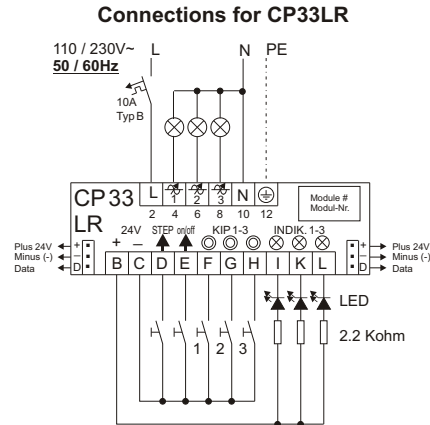 Connections for CP33LR
110 / 230V~ L N PE
50 / 60Hz
10A
Typ B
CP 33
LR
L 1 2 3 N
2 4 6 8 10 12
Module #
Modul-Nr.
24V STEP on/off KIP 1-3 INDIK. 1-3
+ –
Plus 24V + + Plus 24V
Minus (-) – – Minus (-)
Data D D Data
B C D E F G H I K L
LED
1 2 3
2.2 Kohm